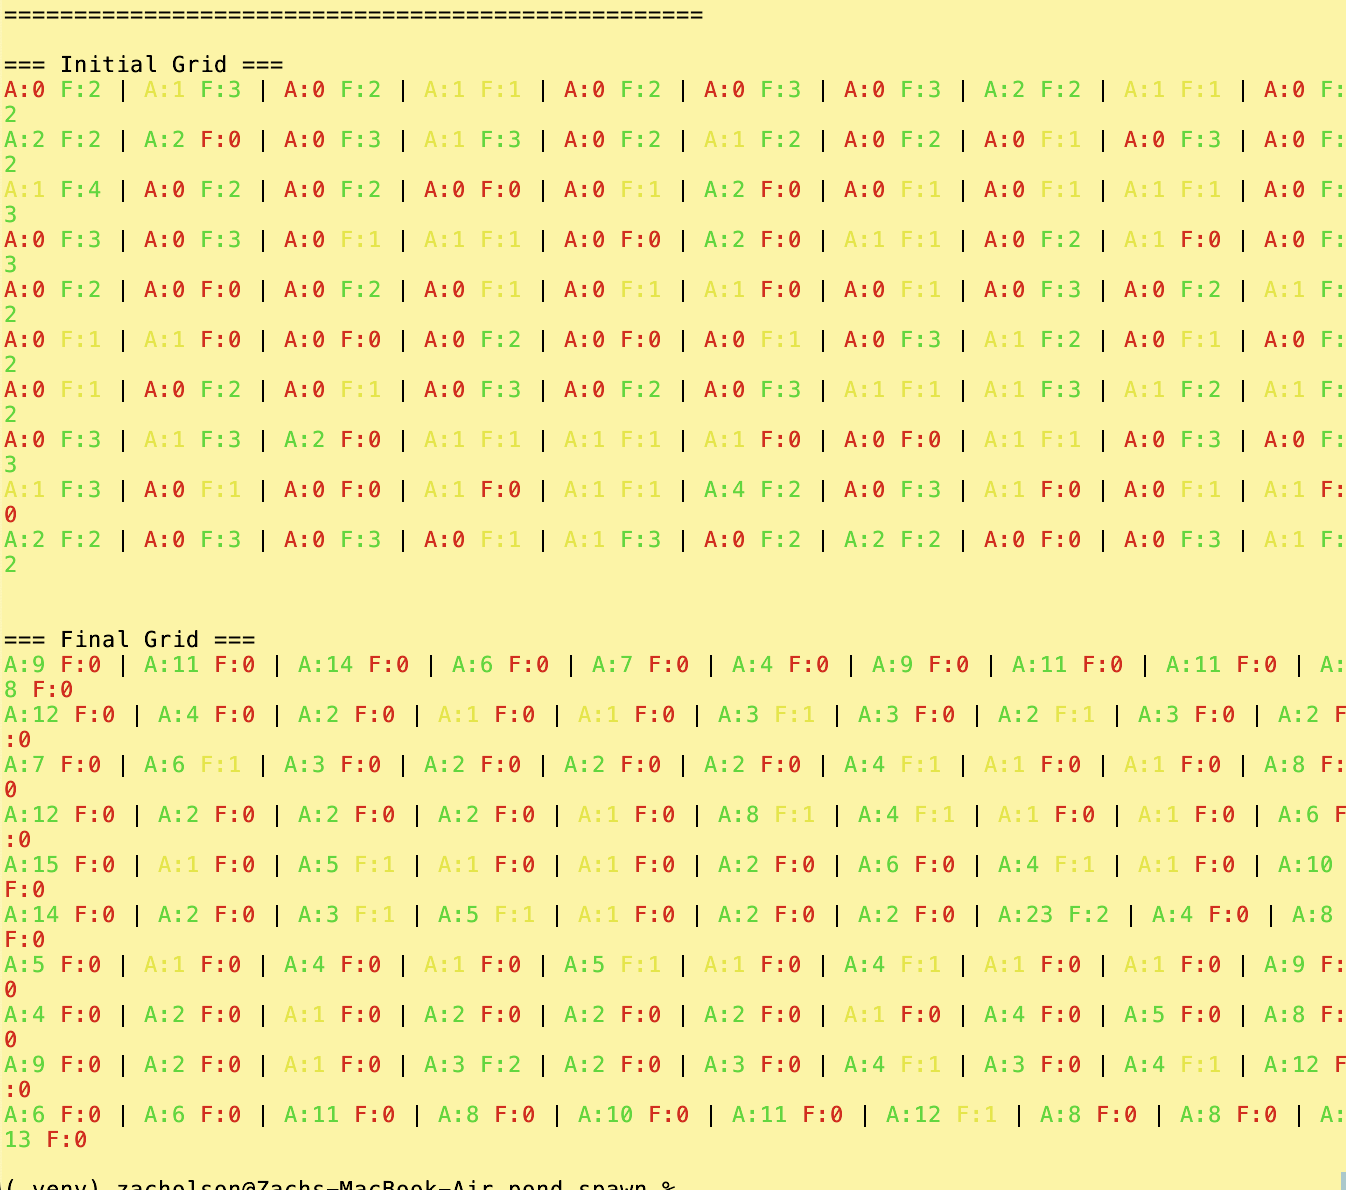 ==================================================
=== Initial Grid ===
A:0 F:2 | A:1 F:3 | A:0 F:2 | A:1 F:1 | A:0 F:2 | A:0 F:3 | A:0 F:3 | A:2 F:2 | A:1 F:1 | A:0 F:
2
A:2 F:2 | A:2 F:0 | A:0 F:3 | A:1 F:3 | A:0 F:2 | A:1 F:2 | A:0 F:2 | A:0 F:1 | A:0 F:3 | A:0 F:
2
A:1 F:4 | A:0 F:2 | A:0 F:2 | A:0 F:0 | A:0 F:1 | A:2 F:0 | A:0 F:1 | A:0 F:1 | A:1 F:1 | A:0 F:
3
A:0 F:3 | A:0 F:3 | A:0 F:1 | A:1 F:1 | A:0 F:0 | A:2 F:0 | A:1 F:1 | A:0 F:2 | A:1 F:0 | A:0 F:
3
A:0 F:2 | A:0 F:0 | A:0 F:2 | A:0 F:1 | A:0 F:1 | A:1 F:0 | A:0 F:1 | A:0 F:3 | A:0 F:2 | A:1 F:
2
A:0 F:1 | A:1 F:0 | A:0 F:0 | A:0 F:2 | A:0 F:0 | A:0 F:1 | A:0 F:3 | A:1 F:2 | A:0 F:1 | A:0 F:
2
A:0 F:1 | A:0 F:2 | A:0 F:1 | A:0 F:3 | A:0 F:2 | A:0 F:3 | A:1 F:1 | A:1 F:3 | A:1 F:2 | A:1 F:
2
A:0 F:3 | A:1 F:3 | A:2 F:0 | A:1 F:1 | A:1 F:1 | A:1 F:0 | A:0 F:0 | A:1 F:1 | A:0 F:3 | A:0 F:
3
A:1 F:3 | A:0 F:1 | A:0 F:0 | A:1 F:0 | A:1 F:1 | A:4 F:2 | A:0 F:3 | A:1 F:0 | A:0 F:1 | A:1 F:
0
A:2 F:2 | A:0 F:3 | A:0 F:3 | A:0 F:1 | A:1 F:3 | A:0 F:2 | A:2 F:2 | A:0 F:0 | A:0 F:3 | A:1 F:
2
=== Final Grid ===
A:9 F:0 | A:11 F:0 | A:14 F:0 | A:6 F:0 | A:7 F:0 | A:4 F:0 | A:9 F:0 | A:11 F:0 | A:11 F:0 | A:
8 F:0
A:12 F:0 | A:4 F:0 | A:2 F:0 | A:1 F:0 | A:1 F:0 | A:3 F:1 | A:3 F:0 | A:2 F:1 | A:3 F:0 | A:2 F
:0
A:7 F:0 | A:6 F:1 | A:3 F:0 | A:2 F:0 | A:2 F:0 | A:2 F:0 | A:4 F:1 | A:1 F:0 | A:1 F:0 | A:8 F:
0
A:12 F:0 | A:2 F:0 | A:2 F:0 | A:2 F:0 | A:1 F:0 | A:8 F:1 | A:4 F:1 | A:1 F:0 | A:1 F:0 | A:6 F
:0
A:15 F:0 | A:1 F:0 | A:5 F:1 | A:1 F:0 | A:1 F:0 | A:2 F:0 | A:6 F:0 | A:4 F:1 | A:1 F:0 | A:10
F:0
A:14 F:0 | A:2 F:0 | A:3 F:1 | A:5 F:1 | A:1 F:0 | A:2 F:0 | A:2 F:0 | A:23 F:2 | A:4 F:0 | A:8
F:0
A:5 F:0 | A:1 F:0 | A:4 F:0 | A:1 F:0 | A:5 F:1 | A:1 F:0 | A:4 F:1 | A:1 F:0 | A:1 F:0 | A:9 F:
0
A:4 F:0 | A:2 F:0 | A:1 F:0 | A:2 F:0 | A:2 F:0 | A:2 F:0 | A:1 F:0 | A:4 F:0 | A:5 F:0 | A:8 F:
0
A:9 F:0 | A:2 F:0 | A:1 F:0 | A:3 F:2 | A:2 F:0 | A:3 F:0 | A:4 F:1 | A:3 F:0 | A:4 F:1 | A:12 F
:0
A:6 F:0 | A:6 F:0 | A:11 F:0 | A:8 F:0 | A:10 F:0 | A:11 F:0 | A:12 F:1 | A:8 F:0 | A:8 F:0 | A:
13 F:0
(.venv) zacholson@Zachs-MacBook-Air pond_spawn %